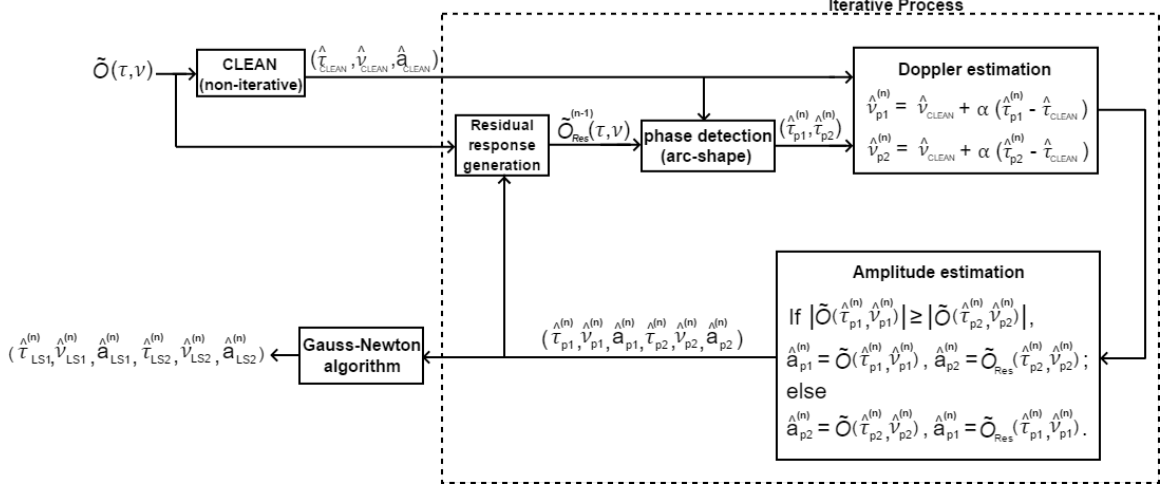 Iterative Process
Õ(τ,ν)
CLEAN
(non-iterative)
(τ̂_CLEAN, ν̂_CLEAN, â_CLEAN)
Residual
response
generation
Õ_Res^(n-1)(τ,ν)
phase detection
(arc-shape)
(τ̂_p1^(n), τ̂_p2^(n))
Doppler estimation
ν̂_p1^(n) = ν̂_CLEAN + α (τ̂_p1^(n) - τ̂_CLEAN)
ν̂_p2^(n) = ν̂_CLEAN + α (τ̂_p2^(n) - τ̂_CLEAN)
Amplitude estimation
If |Õ(τ̂_p1^(n), ν̂_p1^(n))| ≥ |Õ(τ̂_p2^(n), ν̂_p2^(n))|,
â_p1^(n) = Õ(τ̂_p1^(n), ν̂_p1^(n)), â_p2^(n) = Õ_Res(τ̂_p2^(n), ν̂_p2^(n));
else
â_p2^(n) = Õ(τ̂_p2^(n), ν̂_p2^(n)), â_p1^(n) = Õ_Res(τ̂_p1^(n), ν̂_p1^(n)).
(τ̂_p1^(n), ν̂_p1^(n), â_p1^(n), τ̂_p2^(n), ν̂_p2^(n), â_p2^(n))
Gauss-Newton
algorithm
(τ̂_LS1^(n), ν̂_LS1^(n), â_LS1^(n), τ̂_LS2^(n), ν̂_LS2^(n), â_LS2^(n))